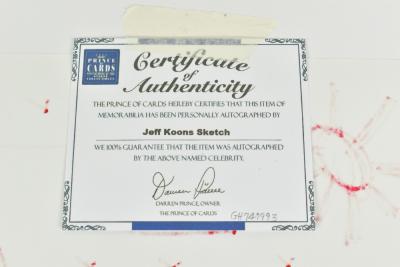 THE
PRINCE
OF
CARDS
Certificate
of
Authenticity
THE PRINCE OF CARDS HEREBY CERTIFIES THAT THIS ITEM OF
MEMORABILIA HAS BEEN PERSONALLY AUTOGRAPHED BY
Jeff Koons Sketch
WE 100% GUARANTEE THAT THE ITEM WAS AUTOGRAPHED
BY THE ABOVE NAMED CELEBRITY.
DARREN PRINCE, OWNER
THE PRINCE OF CARDS
GH747993